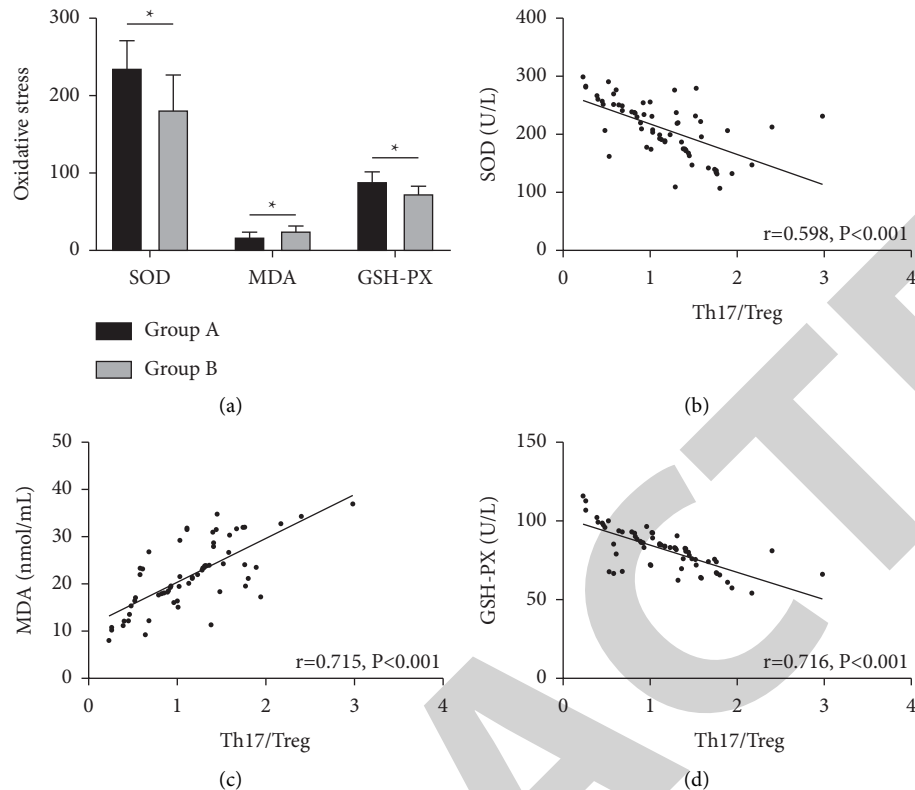 300
200
100
0
Oxidative stress
*
*
*
SOD
MDA
GSH-PX
Group A
Group B
(a)
400
300
200
100
0
SOD (U/L)
r=0.598, P<0.001
0
1
2
3
4
Th17/Treg
(b)
50
40
30
20
10
0
MDA (nmol/mL)
r=0.715, P<0.001
0
1
2
3
4
Th17/Treg
(c)
150
100
50
0
GSH-PX (U/L)
r=0.716, P<0.001
0
1
2
3
4
Th17/Treg
(d)